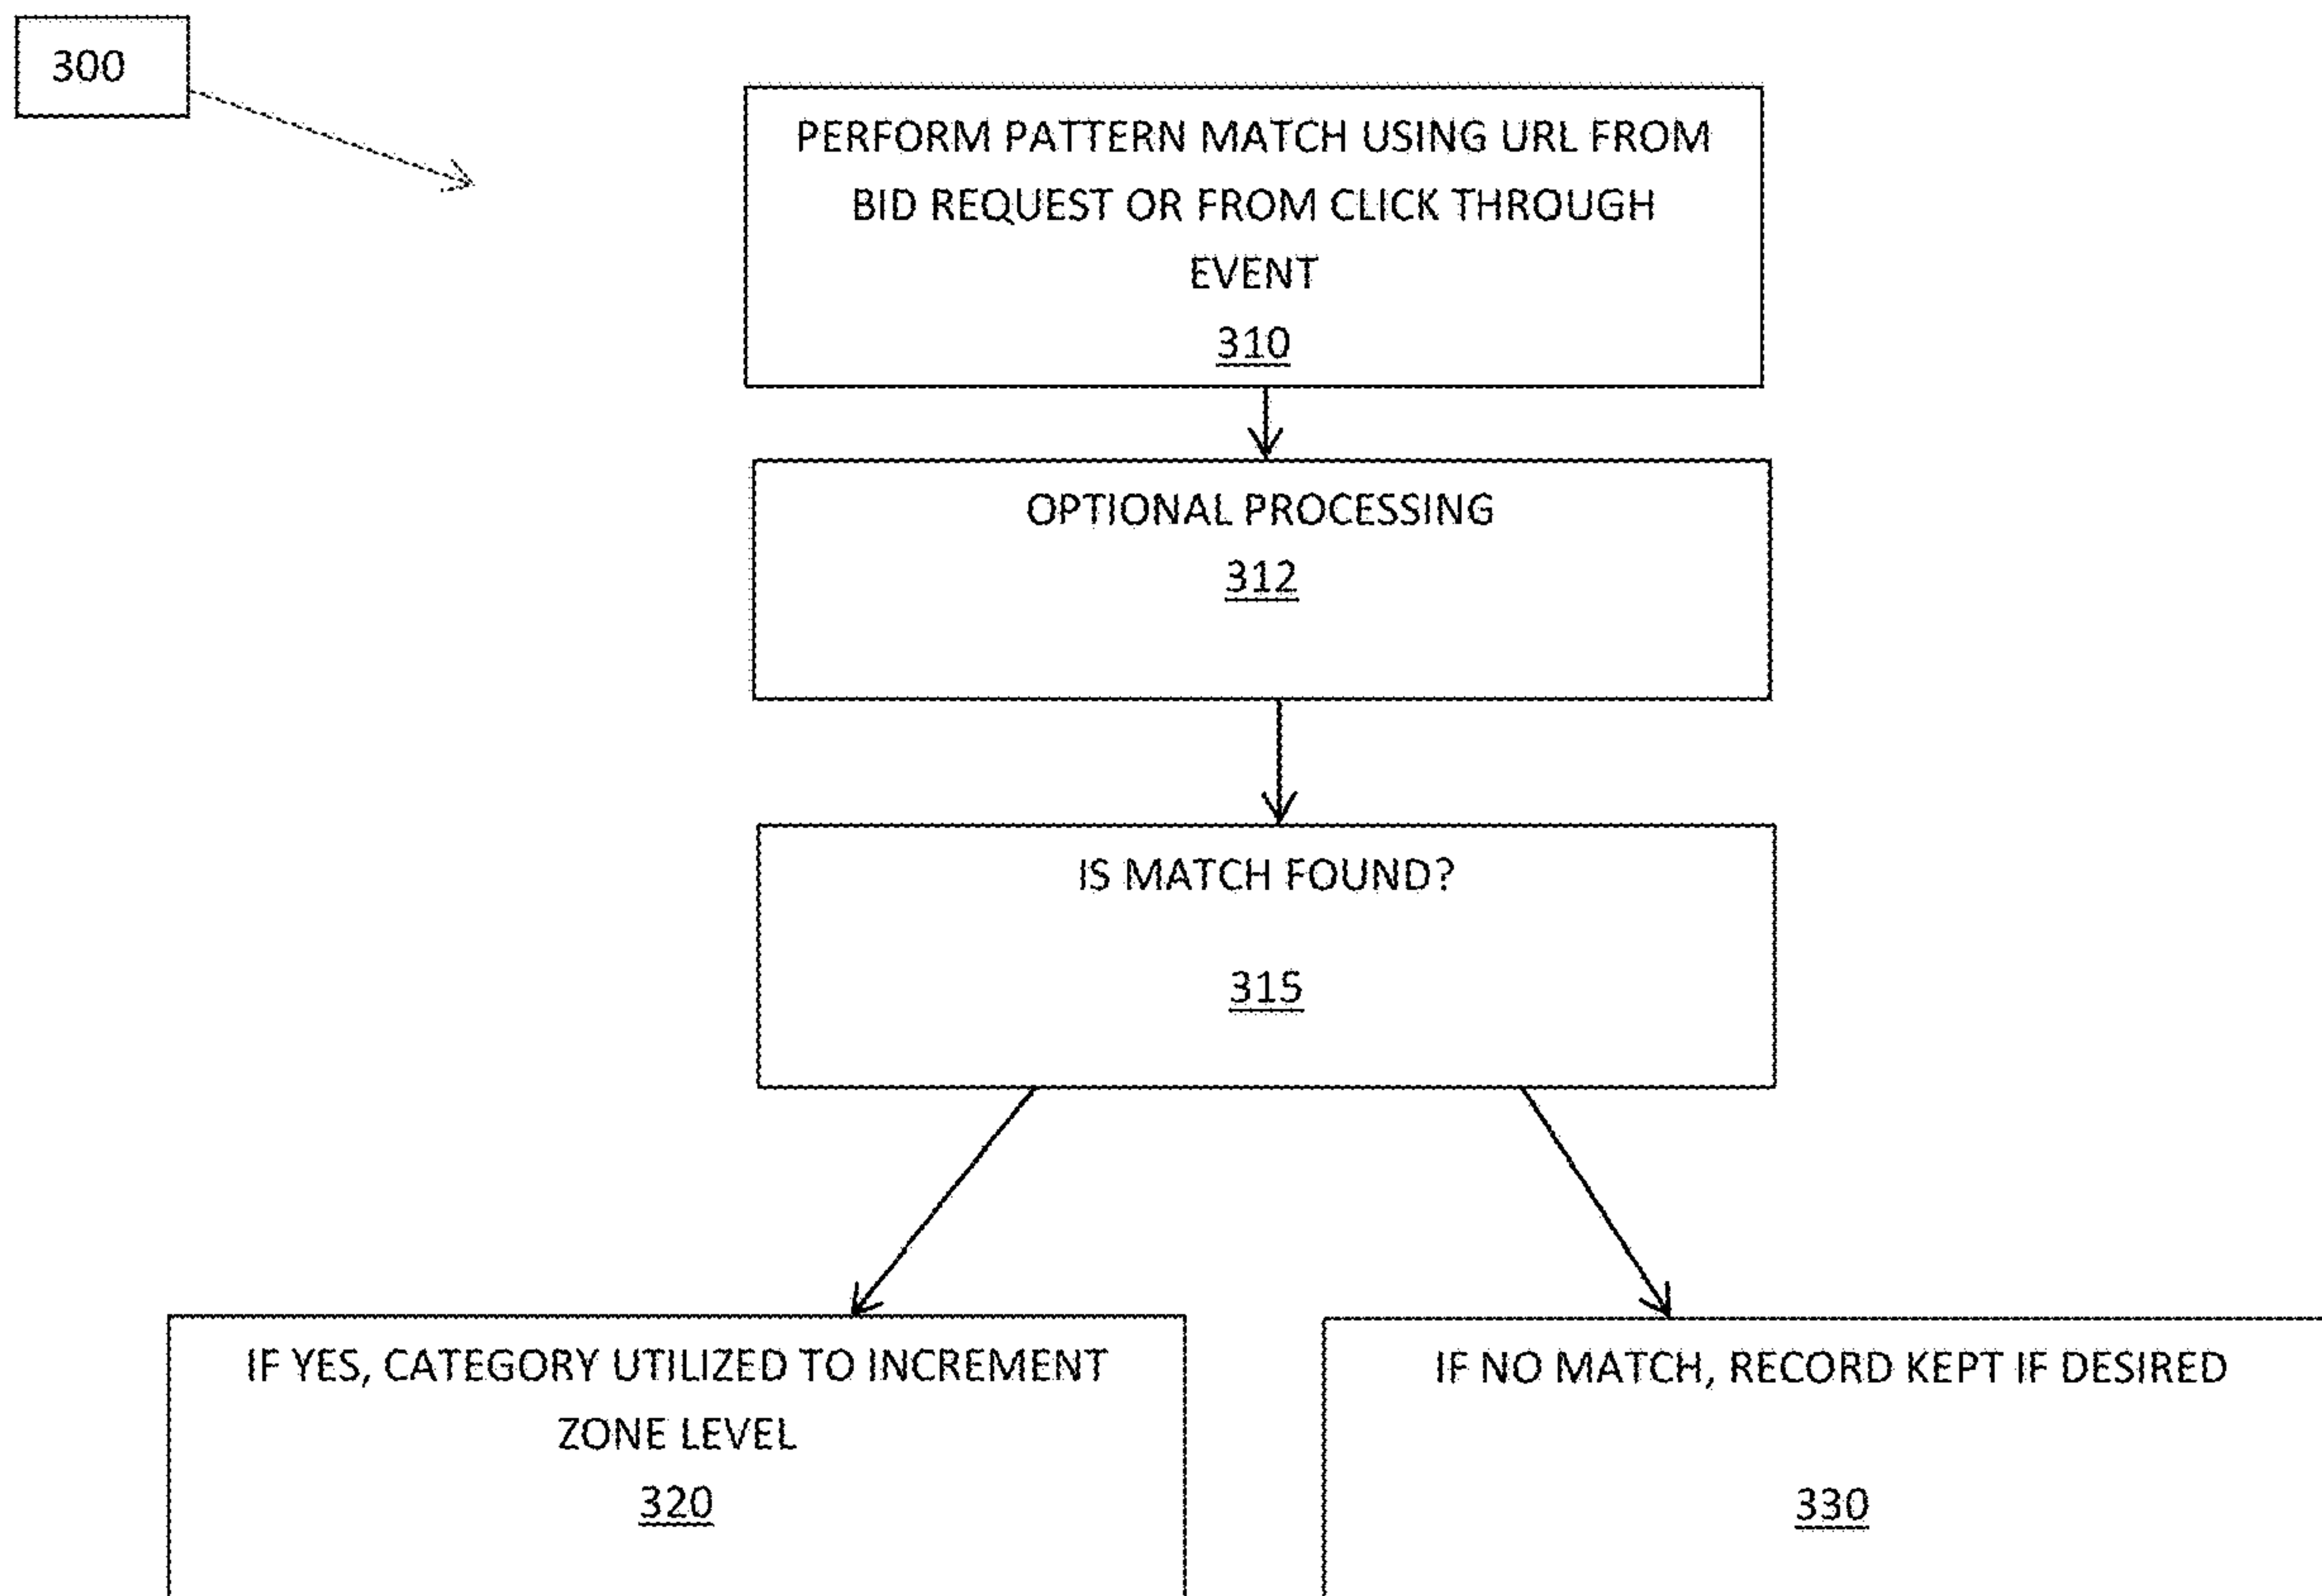 300
PERFORM PATTERN MATCH USING URL FROM
BID REQUEST OR FROM CLICK THROUGH
EVENT
310
OPTIONAL PROCESSING
312
IS MATCH FOUND?
315
IF YES, CATEGORY UTILIZED TO INCREMENT
ZONE LEVEL
320
IF NO MATCH, RECORD KEPT IF DESIRED
330